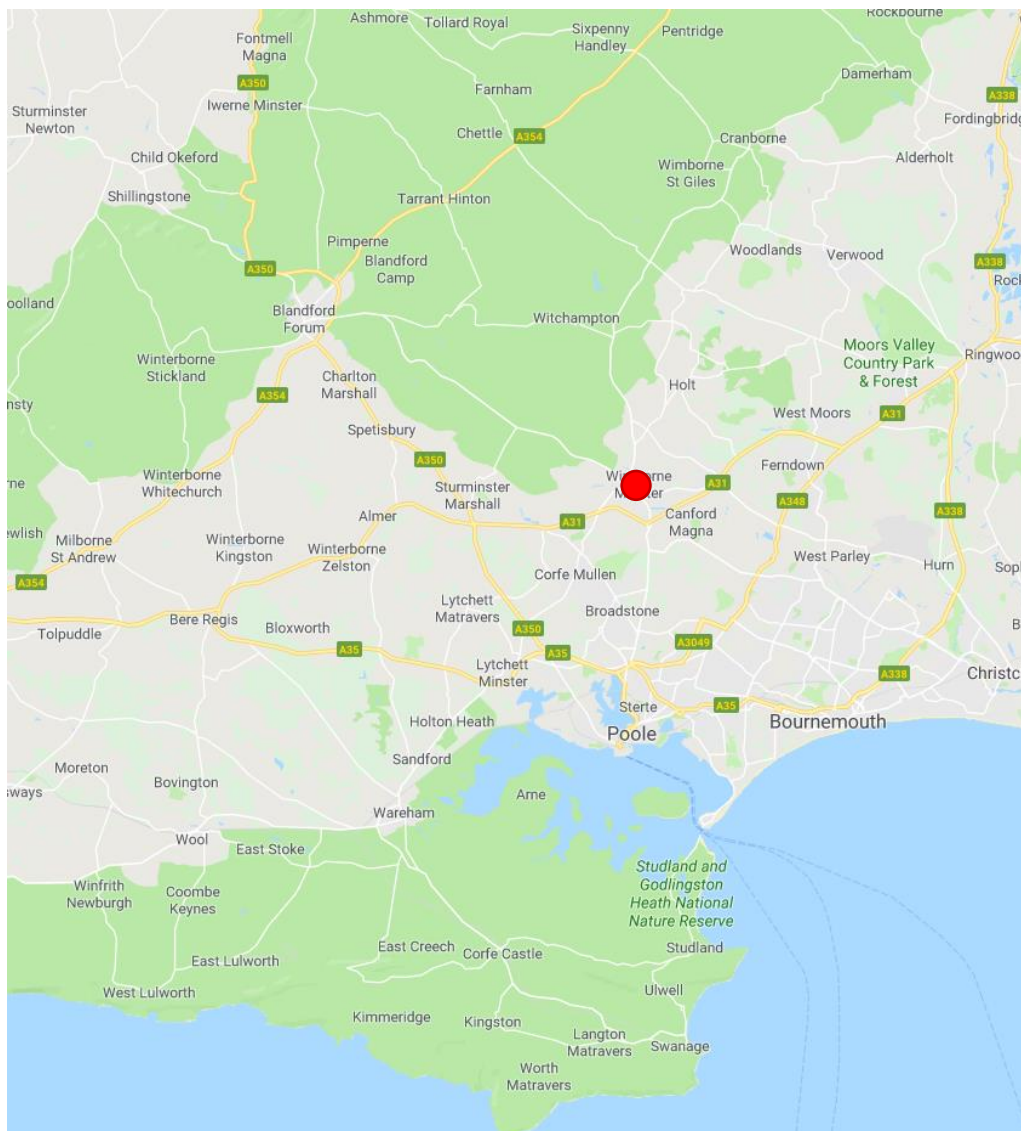 Ashmore
Tollard Royal
Sixpenny
Handley
Pentridge
Rockbourne
Fontmell
Magna
A350
Iwerne Minster
Farnham
Damerham
A338
Sturminster
Newton
Chettle
A354
Cranborne
Fordingbridg
Child Okeford
Alderholt
Shillingstone
Wimborne
St Giles
Tarrant Hinton
Pimperne
Blandford
Camp
A350
Woodlands
Verwood
A338
Roc
oolland
Blandford
Forum
Witchampton
Moors Valley
Country Park
& Forest
Ringwoo
Winterborne
Stickland
Charlton
Marshall
Holt
A354
nsty
West Moors
A31
Spetisbury
A350
Ferndown
Winterborne
Whitechurch
Sturminster
Marshall
A31
A348
rne
Almer
A31
Canford
Magna
A338
ewlish
Milborne
St Andrew
Winterborne
Kingston
Winterborne
Zelston
West Parley
Hurn
Sop
A354
Corfe Mullen
Lytchett
Matravers
Broadstone
Tolpuddle
Bere Regis
Bloxworth
A350
A3049
B
A35
A35
Lytchett
Minster
A338
Christc
Holton Heath
Sterte
A35
Bournemouth
Poole
Sandford
Moreton
sways
Bovington
Arne
Wareham
Wool
East Stoke
Studland and
Godlingston
Heath National
Nature Reserve
Winfrith
Newburgh
Coombe
Keynes
East Creech
Corfe Castle
Studland
East Lulworth
West Lulworth
Ulwell
Kimmeridge
Kingston
Langton
Matravers
Swanage
Worth
Matravers